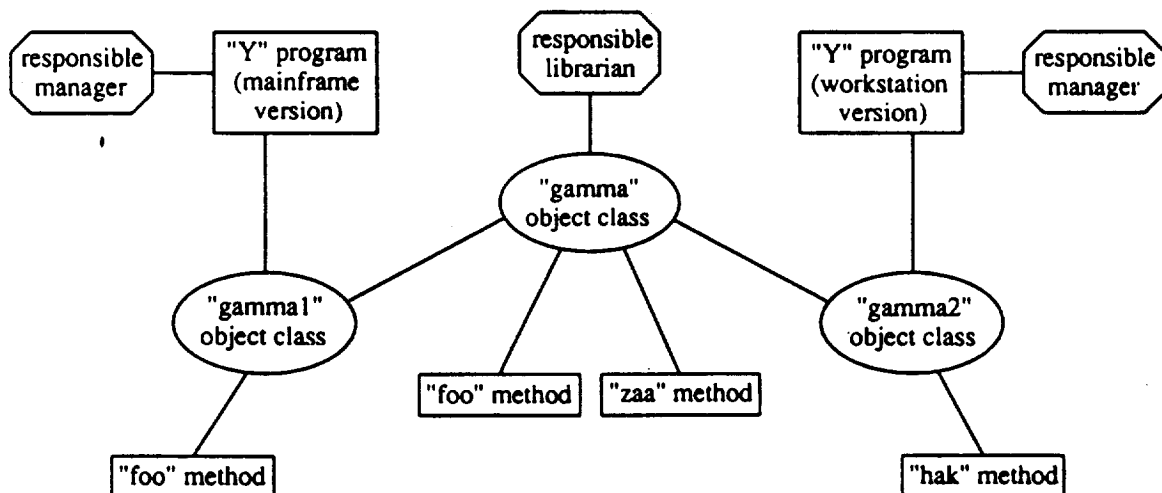 responsible
manager
"Y" program
(mainframe
version)
responsible
librarian
"Y" program
(workstation
version)
responsible
manager
"gamma"
object class
"gamma1"
object class
"gamma2"
object class
"foo" method
"zaa" method
"foo" method
"hak" method